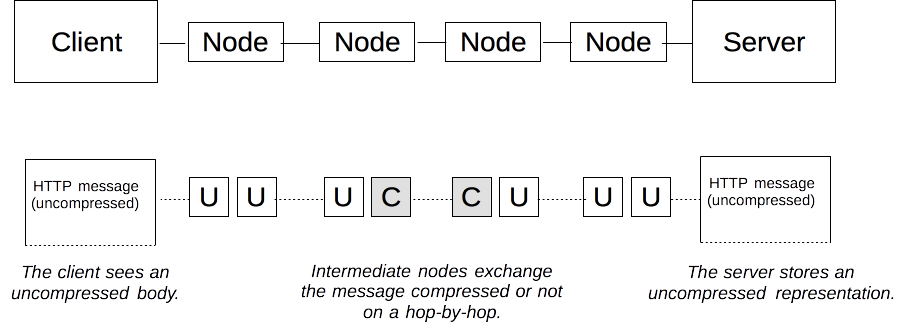 Client
Node
Node
Node
Node
Server
HTTP message
(uncompressed)
U
U
U
C
C
U
U
U
HTTP message
(uncompressed)
The client sees an
uncompressed body.
Intermediate nodes exchange
the message compressed or not
on a hop-by-hop.
The server stores an
uncompressed representation.